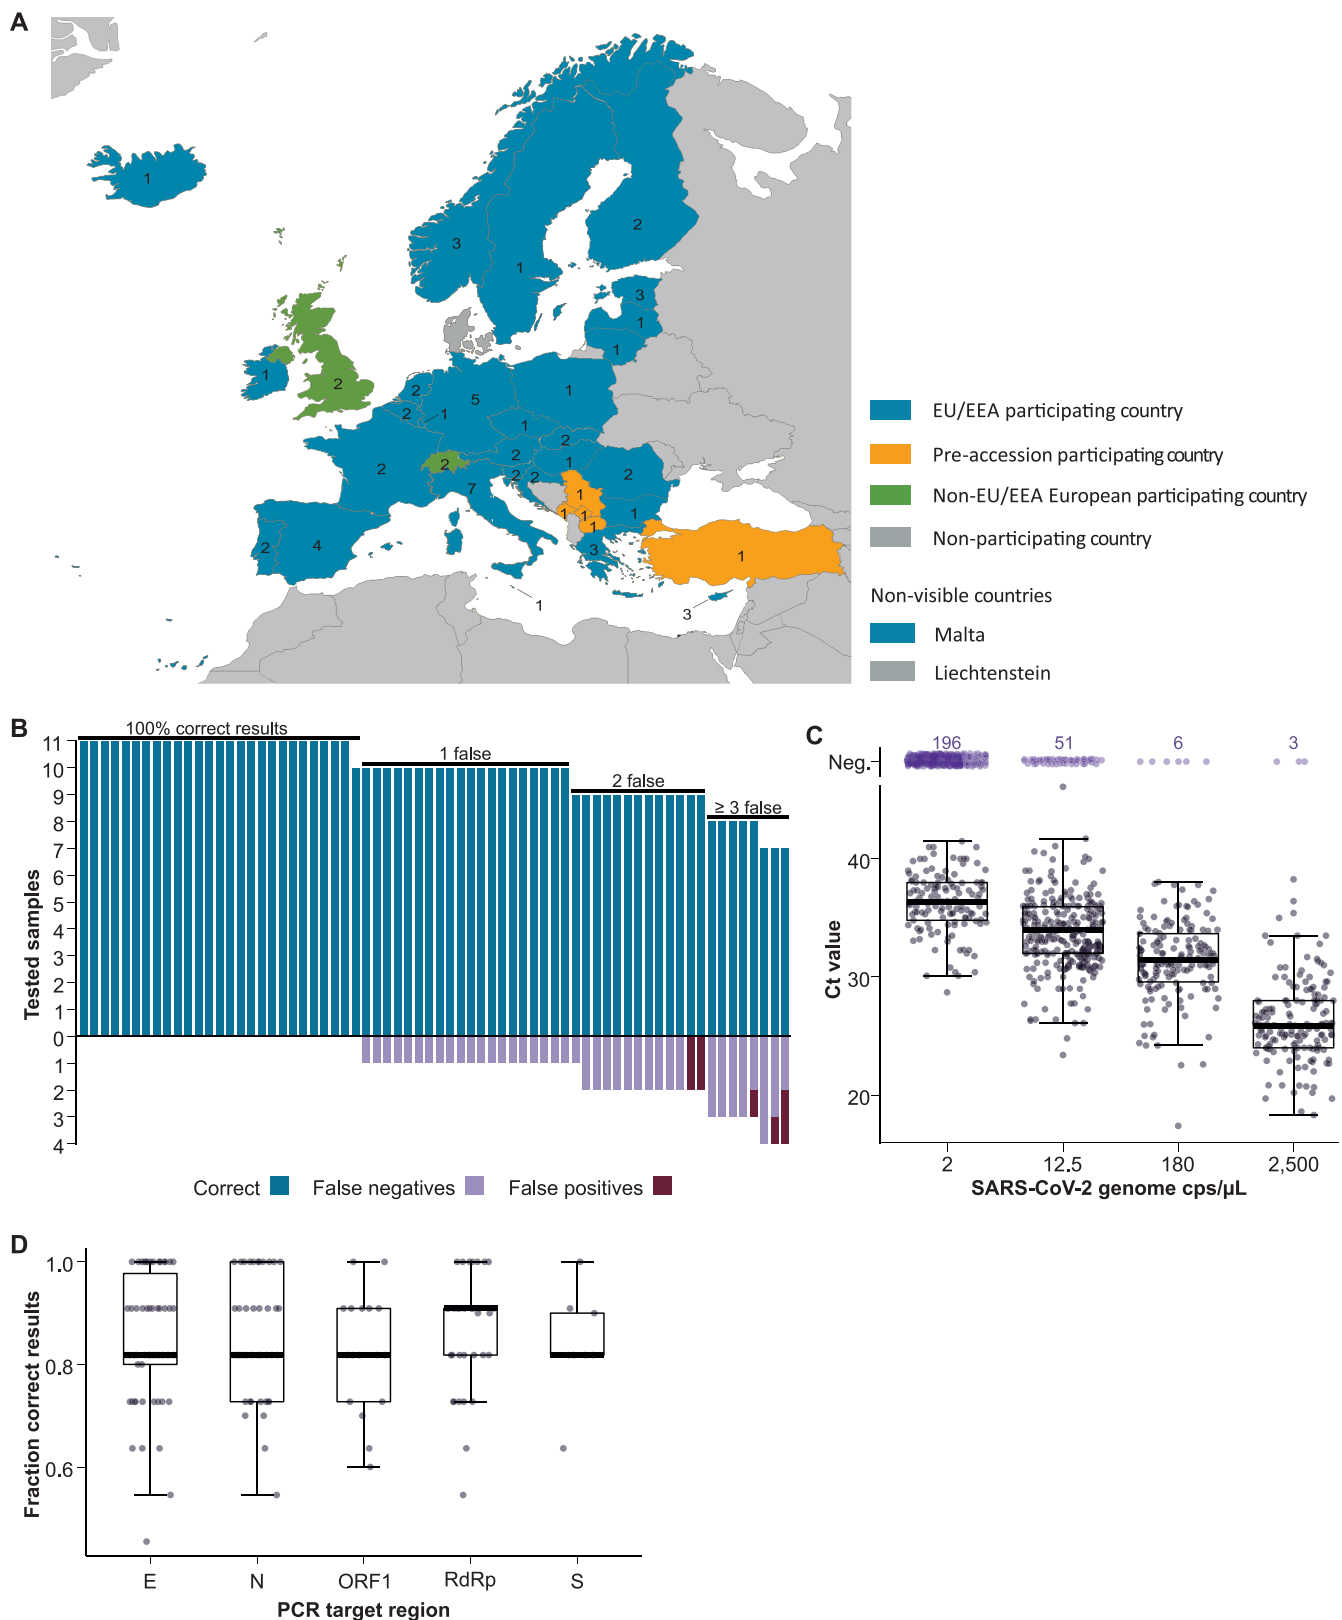 A
1
3
2
1
3
1
1
1
2
2
5
1
2
1
1
2
2
2
1
2
2
7
2
2
2
1
1
1
1
1
1
3
2
4
1
1
3
EU/EEA participating country
Pre-accession participating country
Non-EU/EEA European participating country
Non-participating country
Non-visible countries
Malta
Liechtenstein
B
100% correct results
1 false
2 false
≥ 3 false
Tested samples
11
10
9
8
7
6
5
4
3
2
1
0
1
2
3
4
Correct
False negatives
False positives
C
196 51 6 3
Neg.
40
30
20
Ct value
2 12.5 180 2,500
SARS-CoV-2 genome cps/µL
D
1.0
0.8
0.6
Fraction correct results
E N ORF1 RdRp S
PCR target region